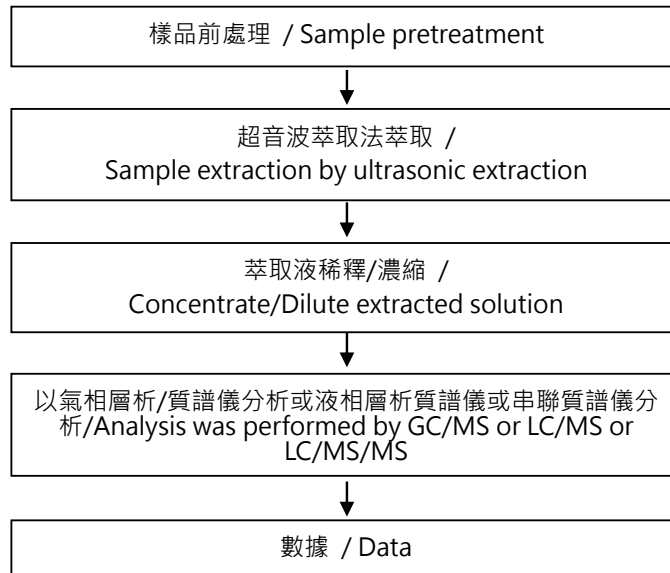 樣品前處理 / Sample pretreatment
超音波萃取法萃取 /
Sample extraction by ultrasonic extraction
萃取液稀釋/濃縮 /
Concentrate/Dilute extracted solution
以氣相層析/質譜儀分析或液相層析質譜儀或串聯質譜儀分
析/Analysis was performed by GC/MS or LC/MS or
LC/MS/MS
數據 / Data